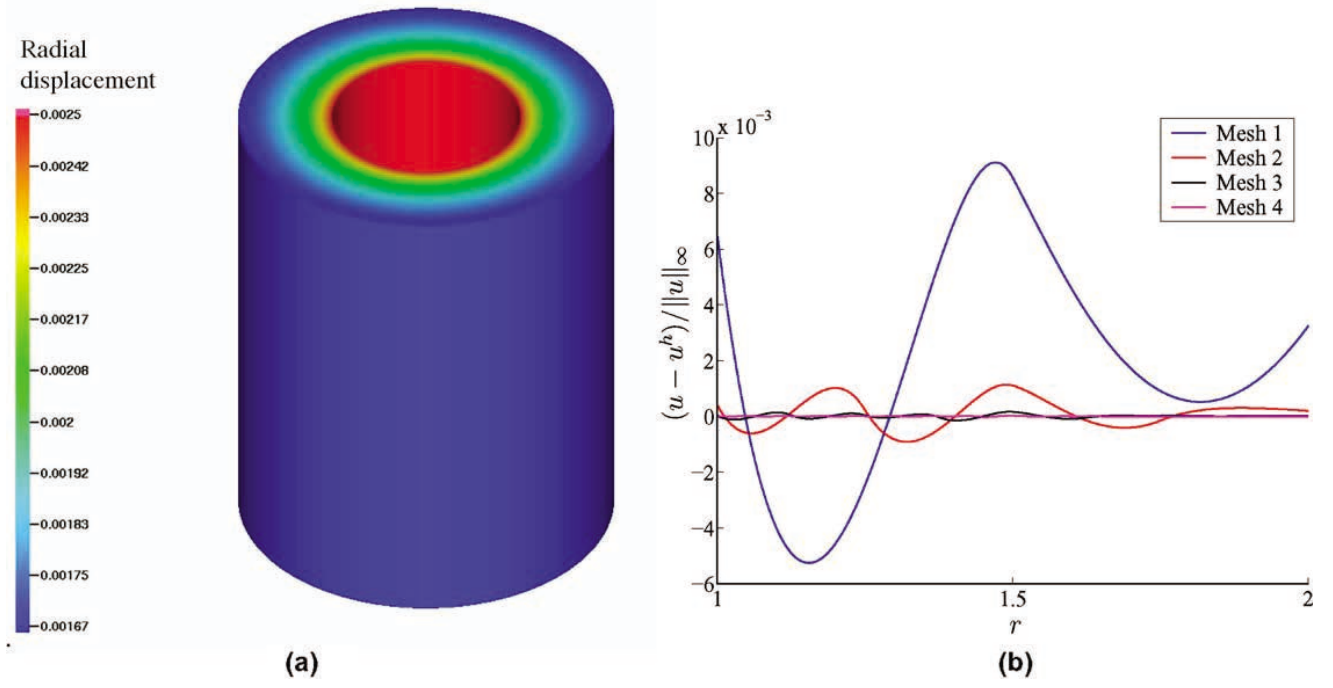 Radial
displacement
0.0025
0.00242
0.00233
0.00225
0.00217
0.00208
0.002
0.00192
0.00183
0.00175
0.00167
(a)
10 x 10⁻³
8
6
4
2
0
−2
−4
−6
(u − uʰ)/||u||∞
1
1.5
2
r
Mesh 1
Mesh 2
Mesh 3
Mesh 4
(b)